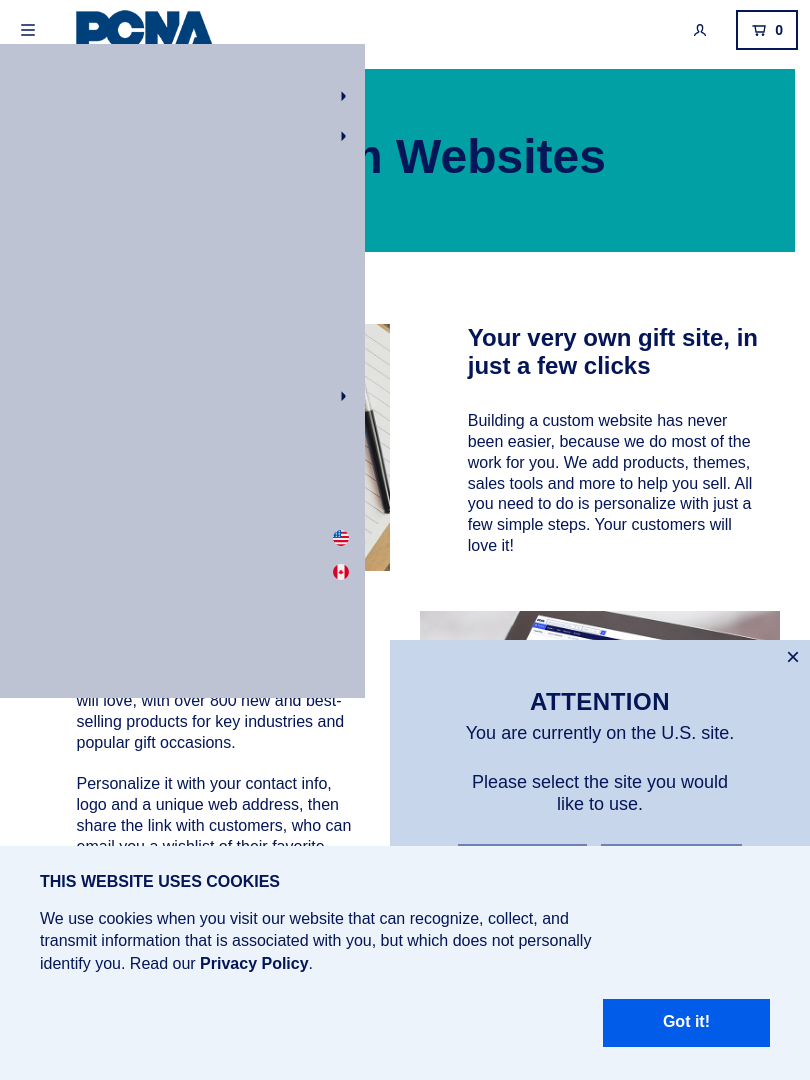 PCNA
0
Websites
Your very own gift site, in
just a few clicks
Building a custom website has never
been easier, because we do most of the
work for you. We add products, themes,
sales tools and more to help you sell. All
you need to do is personalize with just a
few simple steps. Your customers will
love it!
will love, with over 800 new and best-
selling products for key industries and
popular gift occasions.
Personalize it with your contact info,
logo and a unique web address, then
share the link with customers, who can
email you a wishlist of their favorite
ATTENTION
You are currently on the U.S. site.
Please select the site you would
like to use.
THIS WEBSITE USES COOKIES
We use cookies when you visit our website that can recognize, collect, and
transmit information that is associated with you, but which does not personally
identify you. Read our Privacy Policy.
Got it!